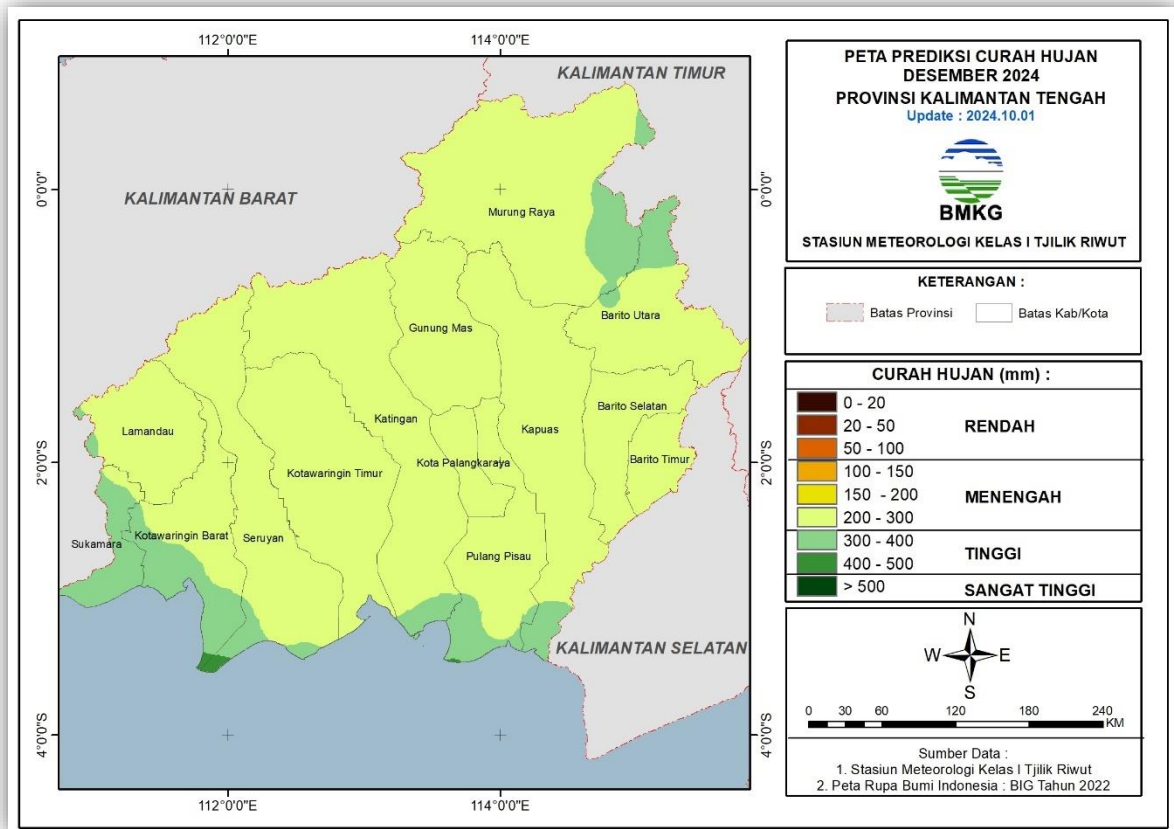 112°0'0"E
114°0'0"E
0°0'0"
2°0'0"S
4°0'0"S
KALIMANTAN TIMUR
KALIMANTAN BARAT
Murung Raya
Barito Utara
Gunung Mas
Barito Selatan
Katingan
Kapuas
Lamandau
Barito Timur
Kota Palangkaraya
Kotawaringin Timur
Kotawaringin Barat
Seruyan
Sukamara
Pulang Pisau
KALIMANTAN SELATAN
0°0'0"
2°0'0"S
4°0'0"S
112°0'0"E
114°0'0"E
PETA PREDIKSI CURAH HUJAN
DESEMBER 2024
PROVINSI KALIMANTAN TENGAH
Update : 2024.10.01
BMKG
STASIUN METEOROLOGI KELAS I TJILIK RIWUT
KETERANGAN :
Batas Provinsi Batas Kab/Kota
CURAH HUJAN (mm) :
0 - 20
20 - 50 RENDAH
50 - 100
100 - 150
150 - 200 MENENGAH
200 - 300
300 - 400 TINGGI
400 - 500
> 500 SANGAT TINGGI
N
W E
S
0 30 60 120 180 240
KM
Sumber Data :
1. Stasiun Meteorologi Kelas I Tjilik Riwut
2. Peta Rupa Bumi Indonesia : BIG Tahun 2022